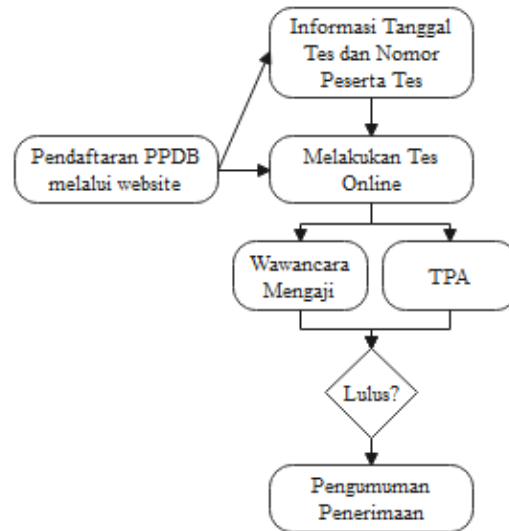 Informasi Tanggal
Tes dan Nomor
Peserta Tes
Pendaftaran PPDB
melalui website
Melakukan Tes
Online
Wawancara
Mengaji
TPA
Lulus?
Pengumuman
Penerimaan